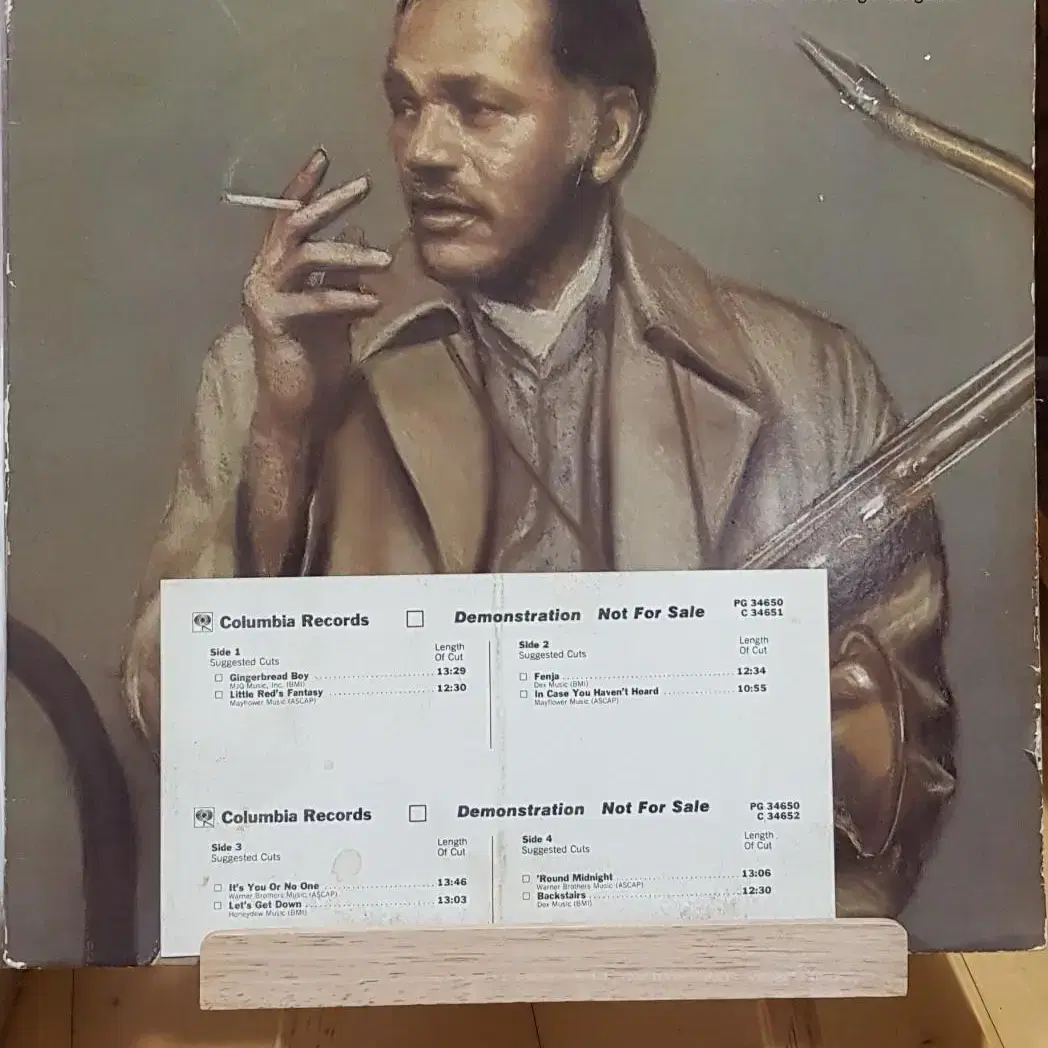 Columbia Records
Demonstration Not For Sale
PG 34650
C 34651
Side 1
Suggested Cuts
Length
Of Cut
Gingerbread Boy 13:29
MJQ Music, Inc. (BMI)
Little Red's Fantasy 12:30
Mayflower Music (ASCAP)
Side 2
Suggested Cuts
Length
Of Cut
Fenja 12:34
Dex Music (BMI)
In Case You Haven't Heard 10:55
Mayflower Music (ASCAP)
Columbia Records
Demonstration Not For Sale
PG 34650
C 34652
Side 3
Suggested Cuts
Length
Of Cut
It's You Or No One 13:46
Warner Brothers Music (ASCAP)
Let's Get Down 13:03
Honeydew Music (BMI)
Side 4
Suggested Cuts
Length
Of Cut
'Round Midnight 13:06
Warner Brothers Music (ASCAP)
Backstairs 12:30
Dex Music (BMI)